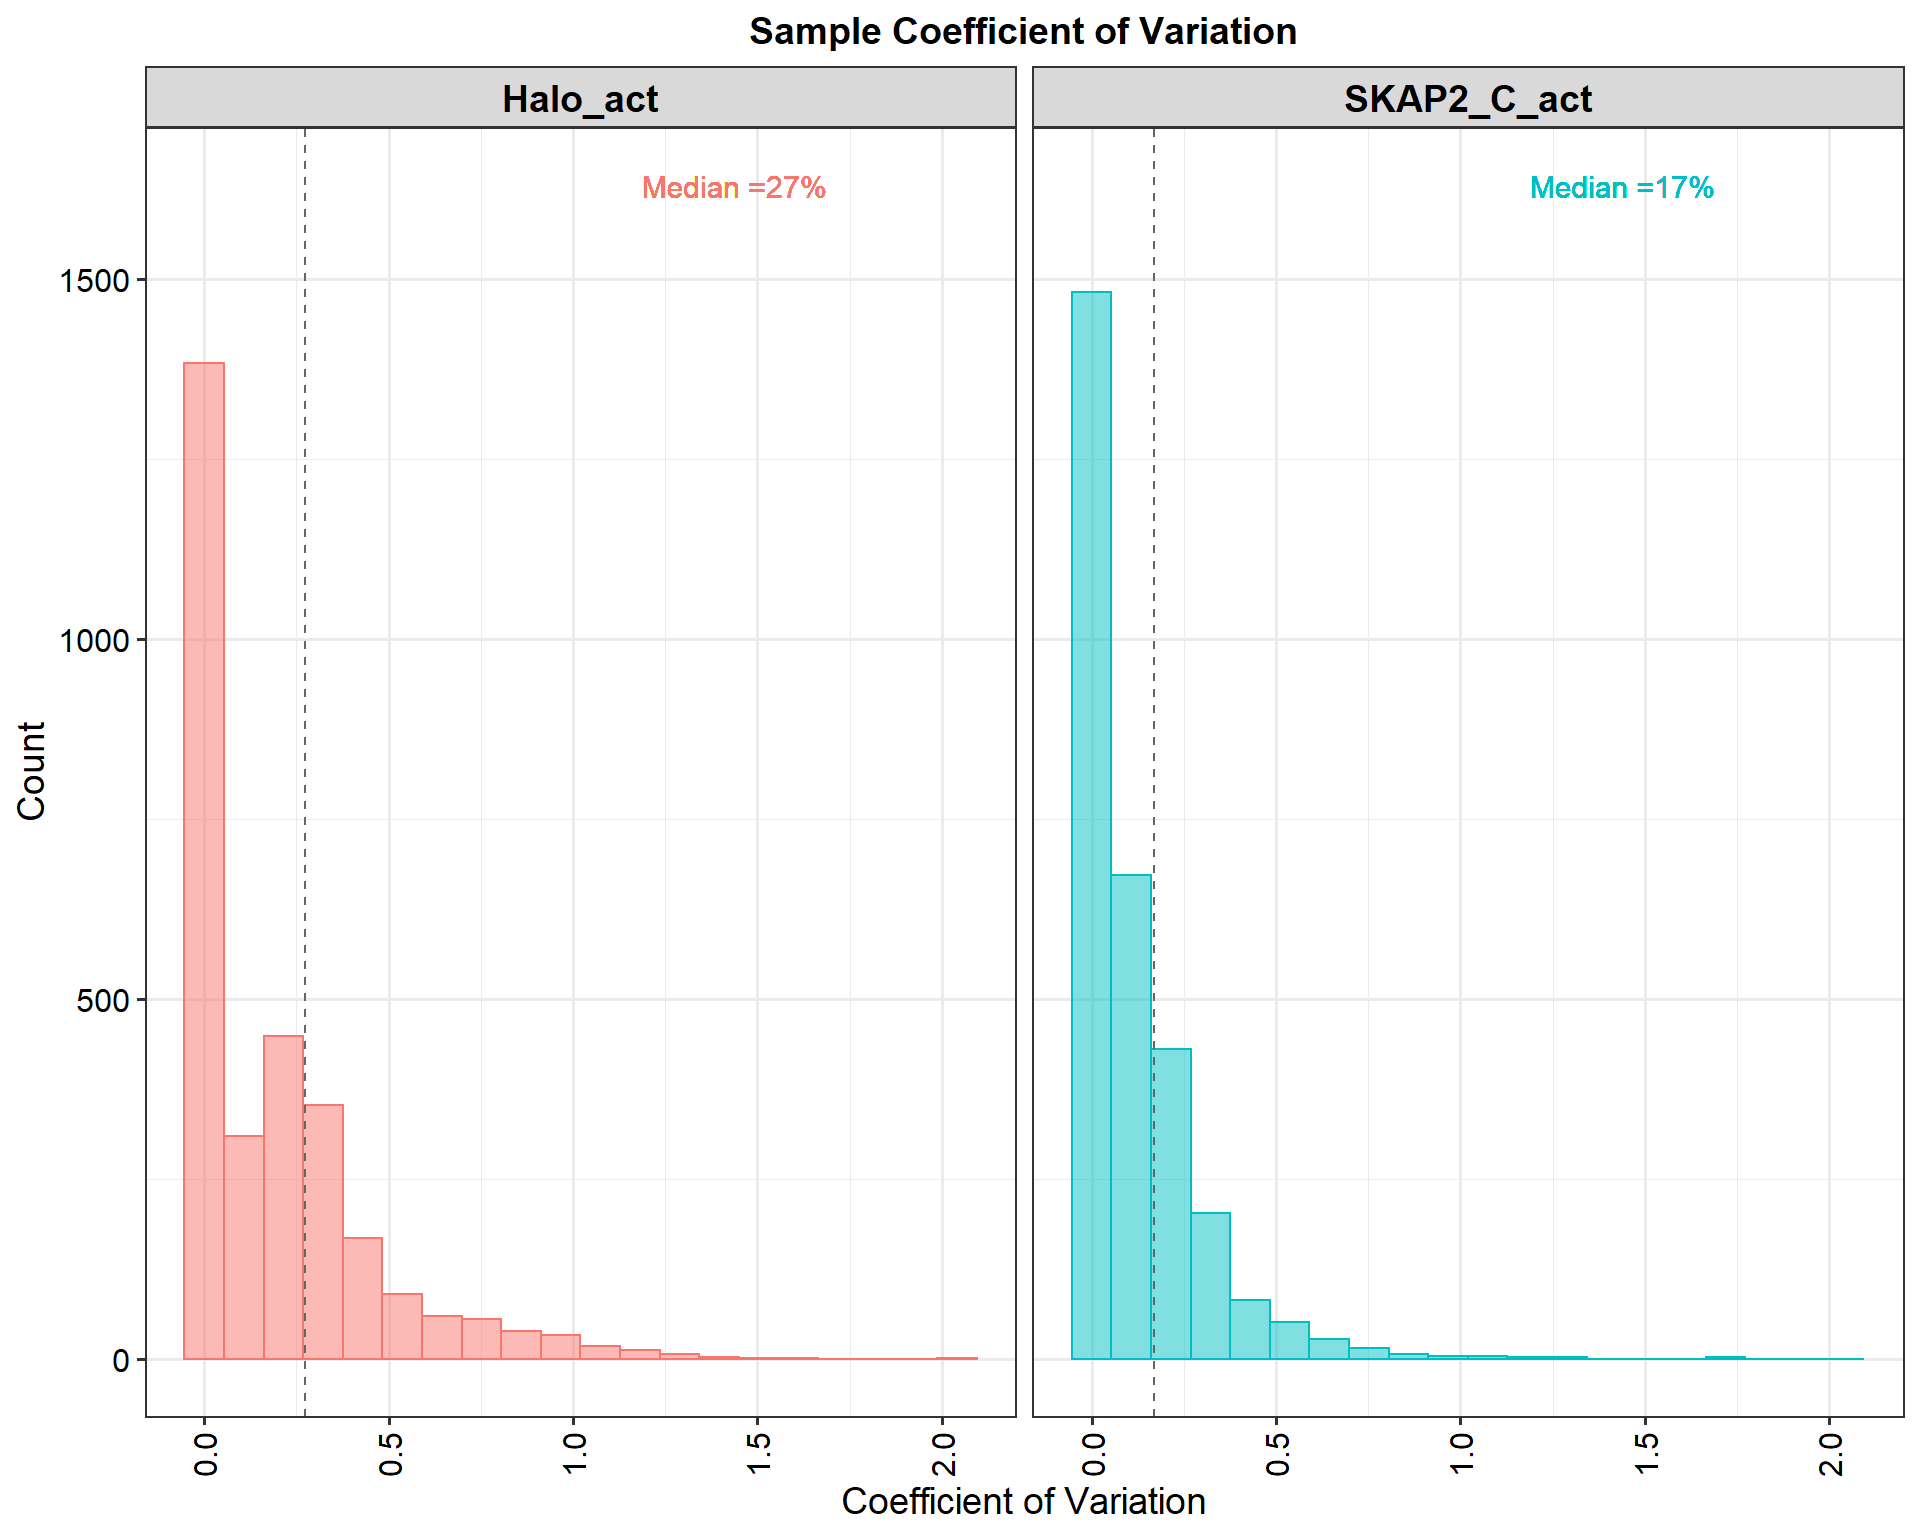 Sample Coefficient of Variation
Halo_act
SKAP2_C_act
Median =27%
Median =17%
1500
1000
500
0
Count
0.0
0.5
1.0
1.5
2.0
0.0
0.5
1.0
1.5
2.0
Coefficient of Variation